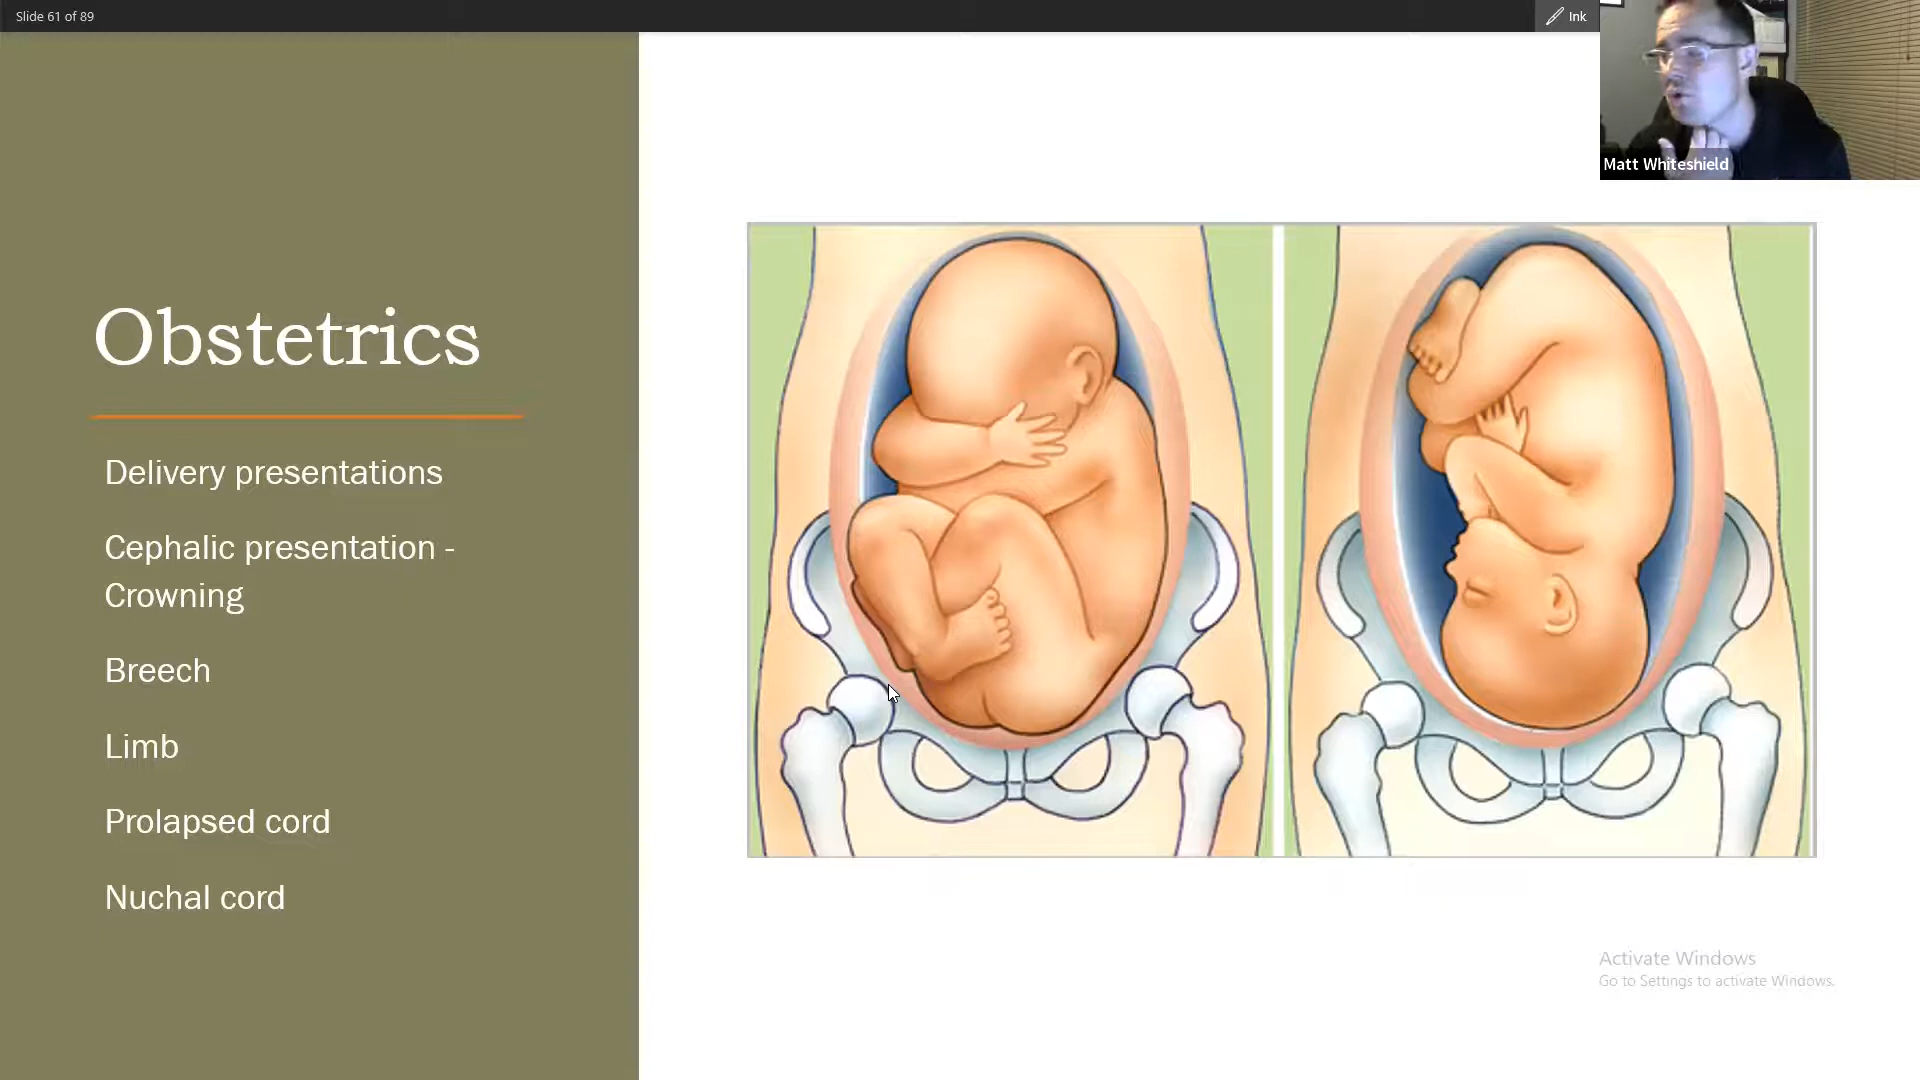 Slide 61 of 89
Ink
Matt Whiteshield
Obstetrics
Delivery presentations
Cephalic presentation -
Crowning
Breech
Limb
Prolapsed cord
Nuchal cord
Activate Windows
Go to Settings to activate Windows.